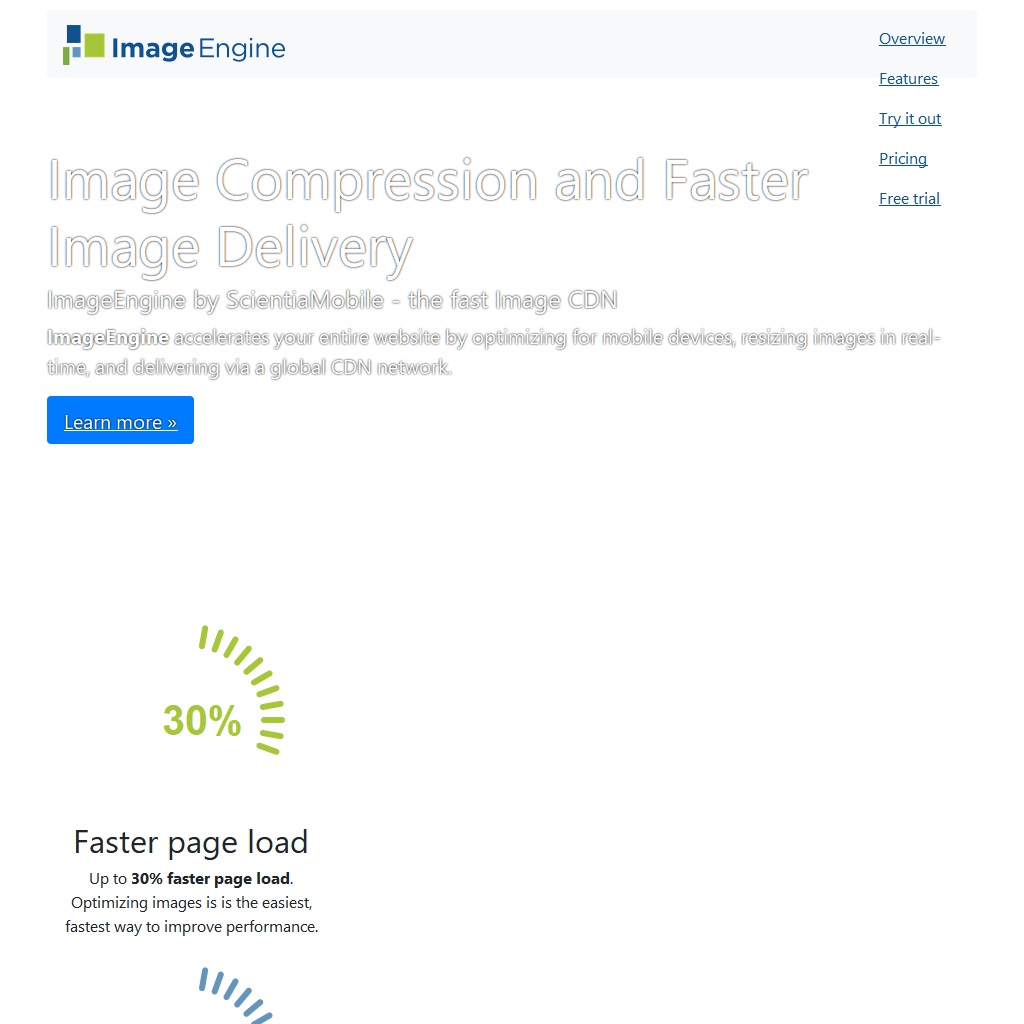 ImageEngine
Overview
Features
Try it out
Pricing
Free trial
Image Compression and Faster
Image Delivery
ImageEngine by ScientiaMobile - the fast Image CDN
ImageEngine accelerates your entire website by optimizing for mobile devices, resizing images in real-
time, and delivering via a global CDN network.
Learn more »
30%
Faster page load
Up to 30% faster page load.
Optimizing images is is the easiest,
fastest way to improve performance.